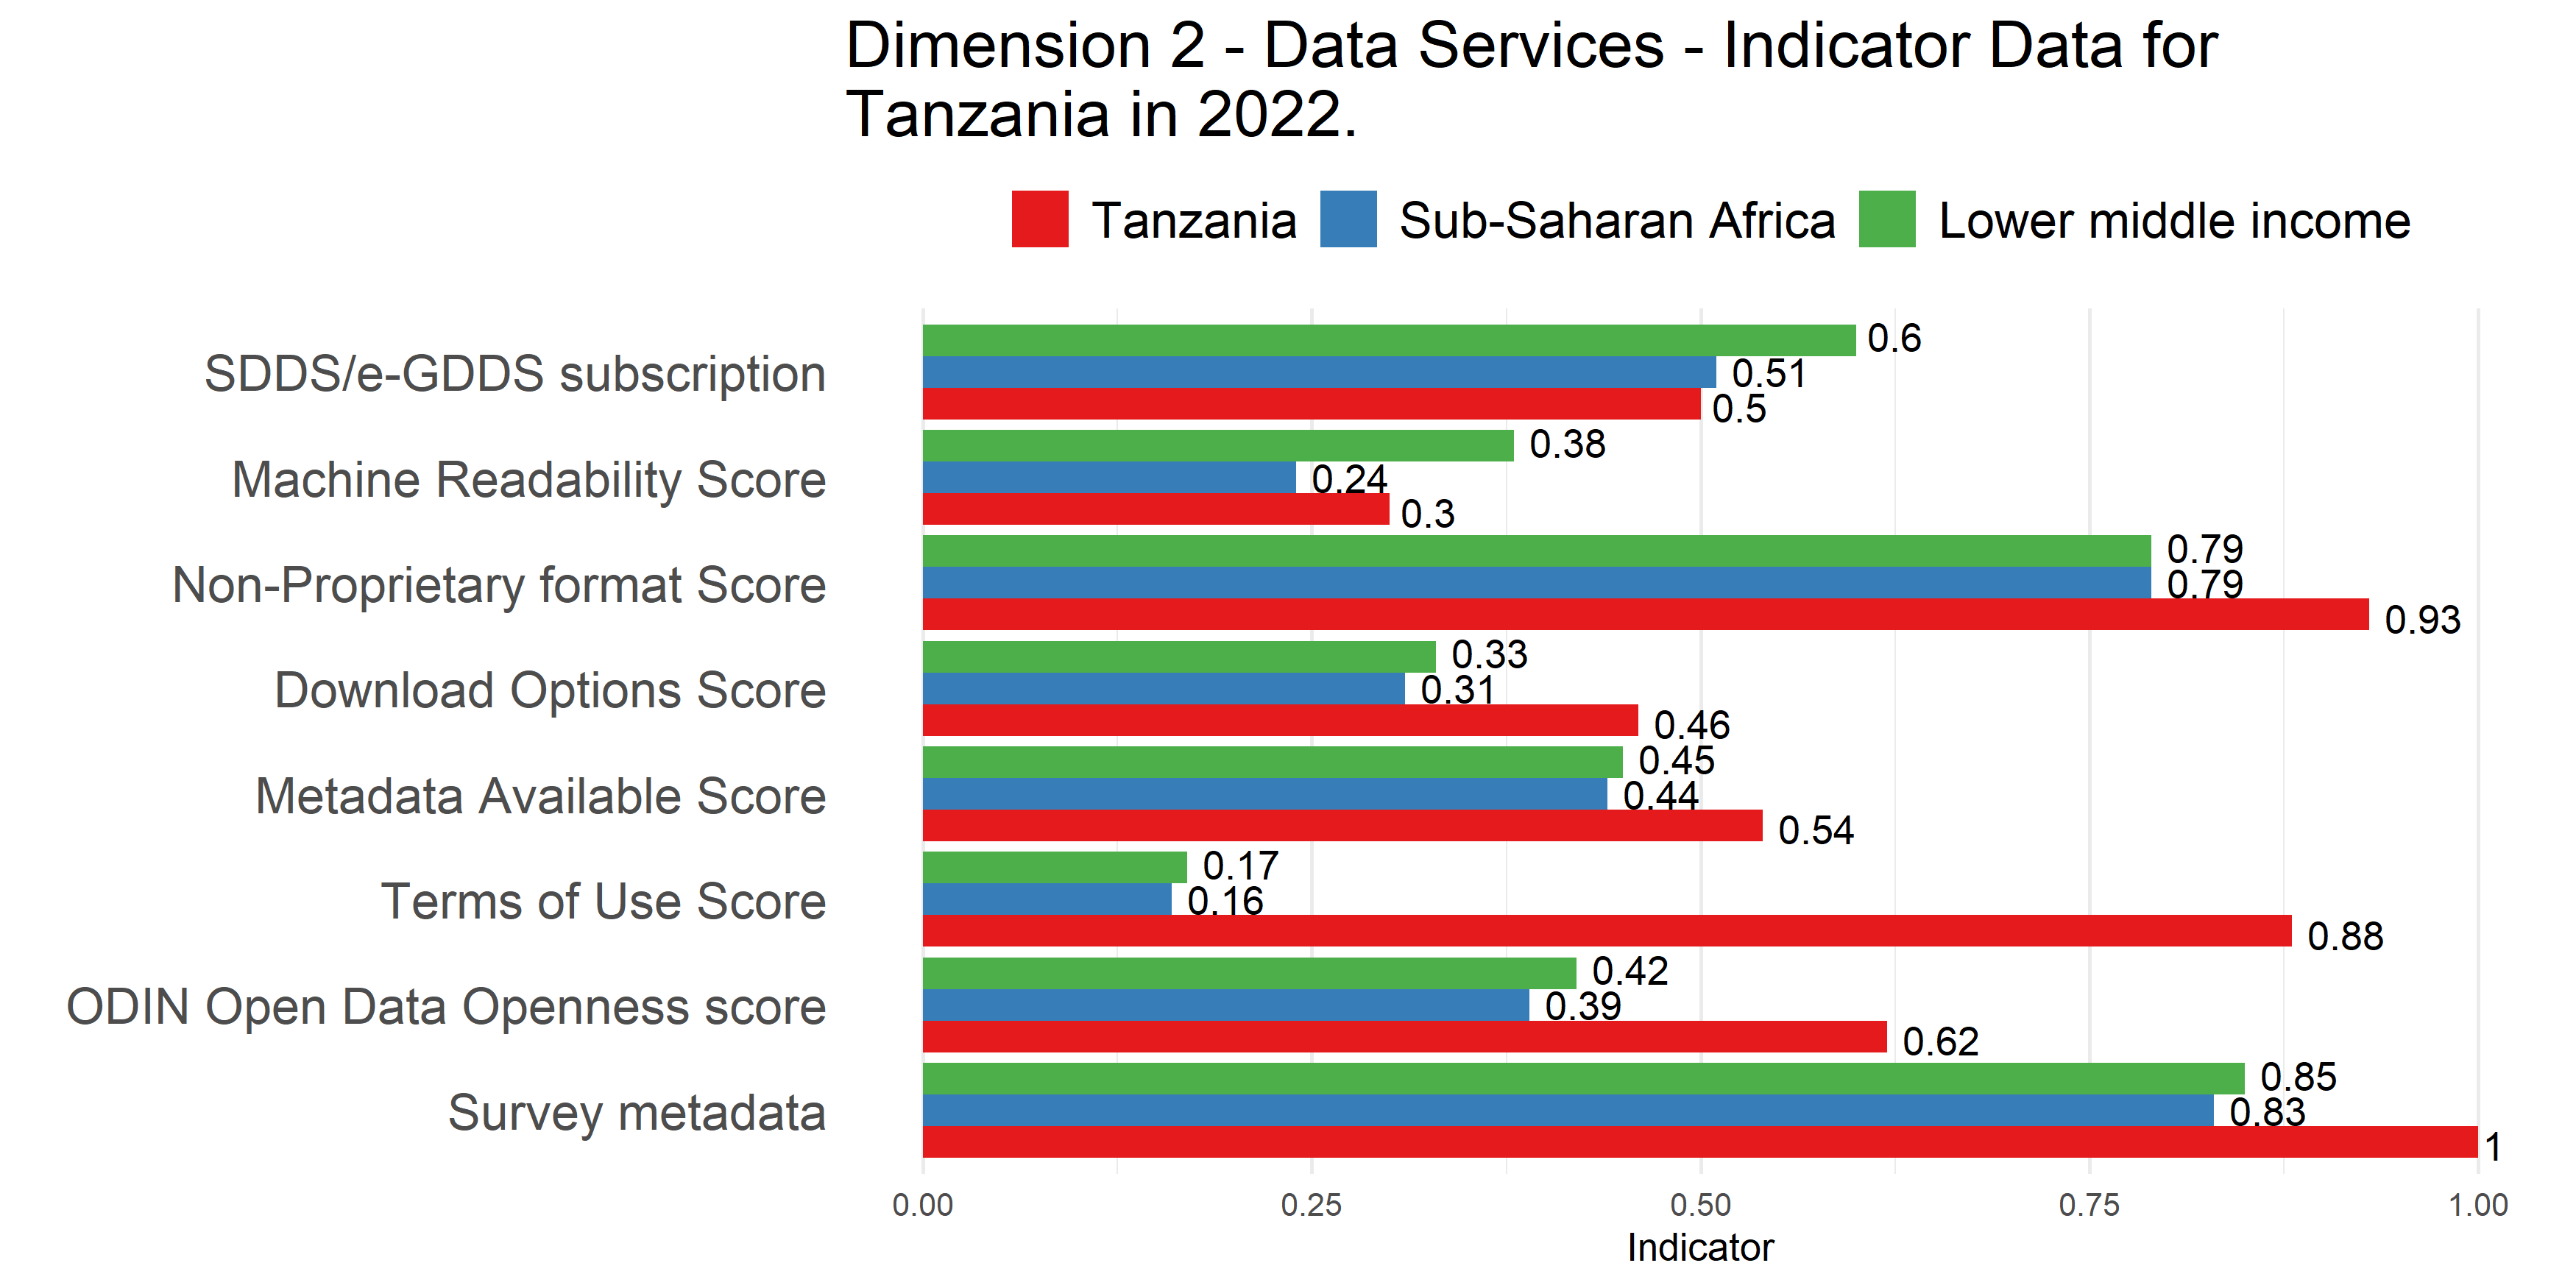 Dimension 2 - Data Services - Indicator Data for
Tanzania in 2022.
Tanzania Sub-Saharan Africa Lower middle income
SDDS/e-GDDS subscription
0.6
0.51
0.5
Machine Readability Score
0.38
0.24
0.3
Non-Proprietary format Score
0.79
0.79
0.93
Download Options Score
0.33
0.31
0.46
Metadata Available Score
0.45
0.44
0.54
Terms of Use Score
0.17
0.16
0.88
ODIN Open Data Openness score
0.42
0.39
0.62
Survey metadata
0.85
0.83
1
0.00 0.25 0.50 0.75 1.00
Indicator